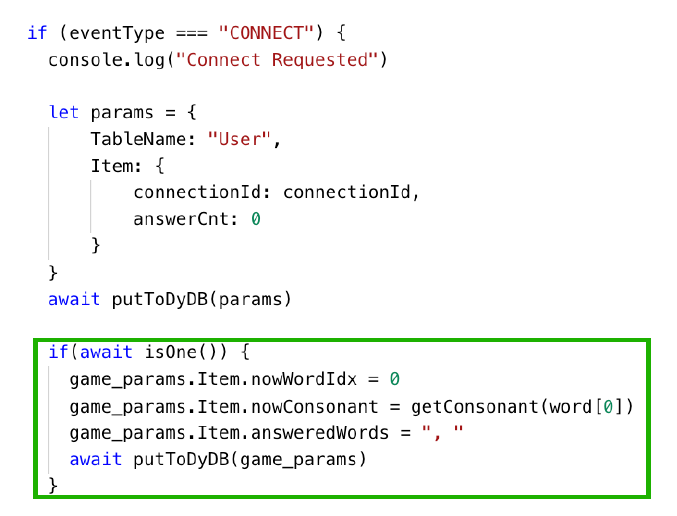 if (eventType === "CONNECT") {
  console.log("Connect Requested")
  let params = {
      TableName: "User",
      Item: {
          connectionId: connectionId,
          answerCnt: 0
      }
  }
  await putToDyDB(params)
  if(await isOne()) {
    game_params.Item.nowWordIdx = 0
    game_params.Item.nowConsonant = getConsonant(word[0])
    game_params.Item.answeredWords = ", "
    await putToDyDB(game_params)
  }